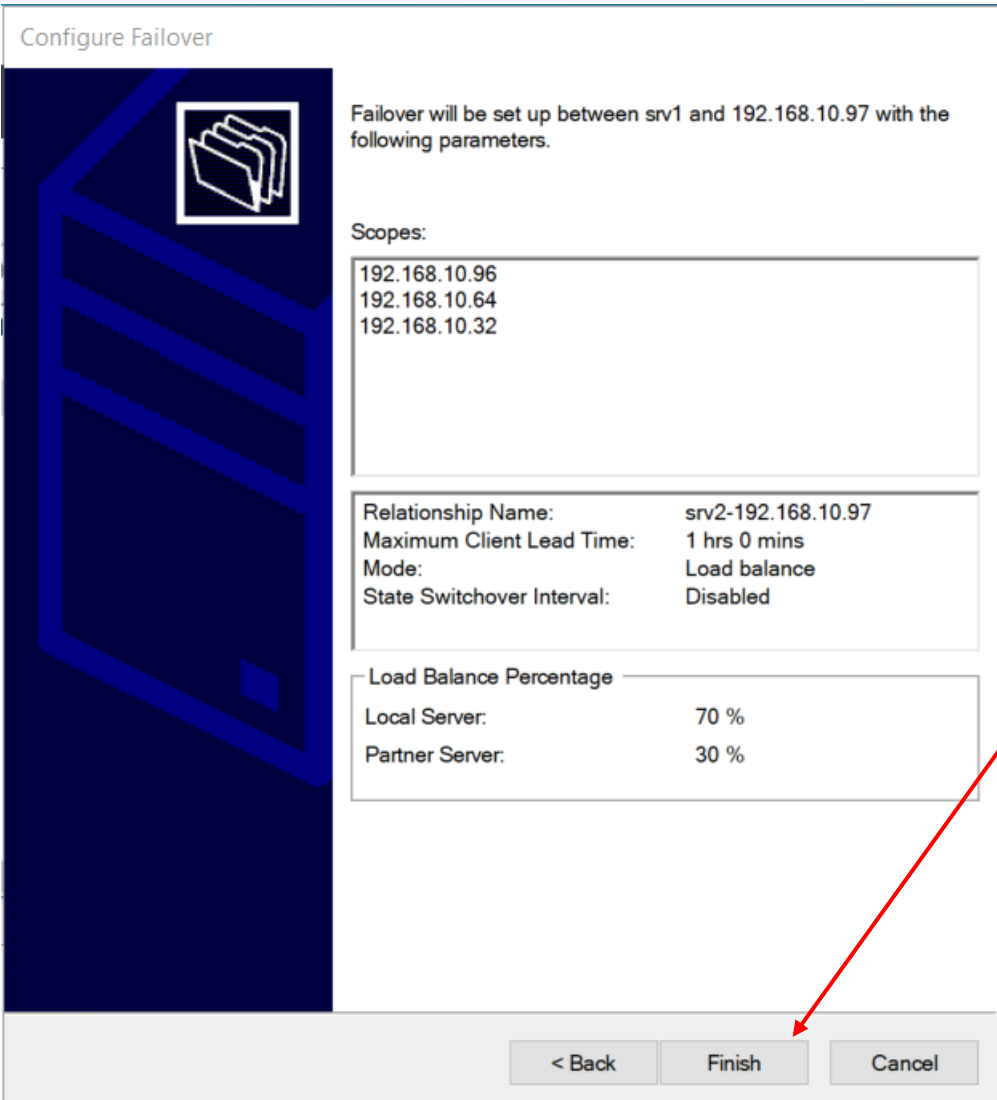 Configure Failover
Failover will be set up between srv1 and 192.168.10.97 with the
following parameters.
Scopes:
192.168.10.96
192.168.10.64
192.168.10.32
Relationship Name: srv2-192.168.10.97
Maximum Client Lead Time: 1 hrs 0 mins
Mode: Load balance
State Switchover Interval: Disabled
Load Balance Percentage
Local Server: 70 %
Partner Server: 30 %
< Back Finish Cancel